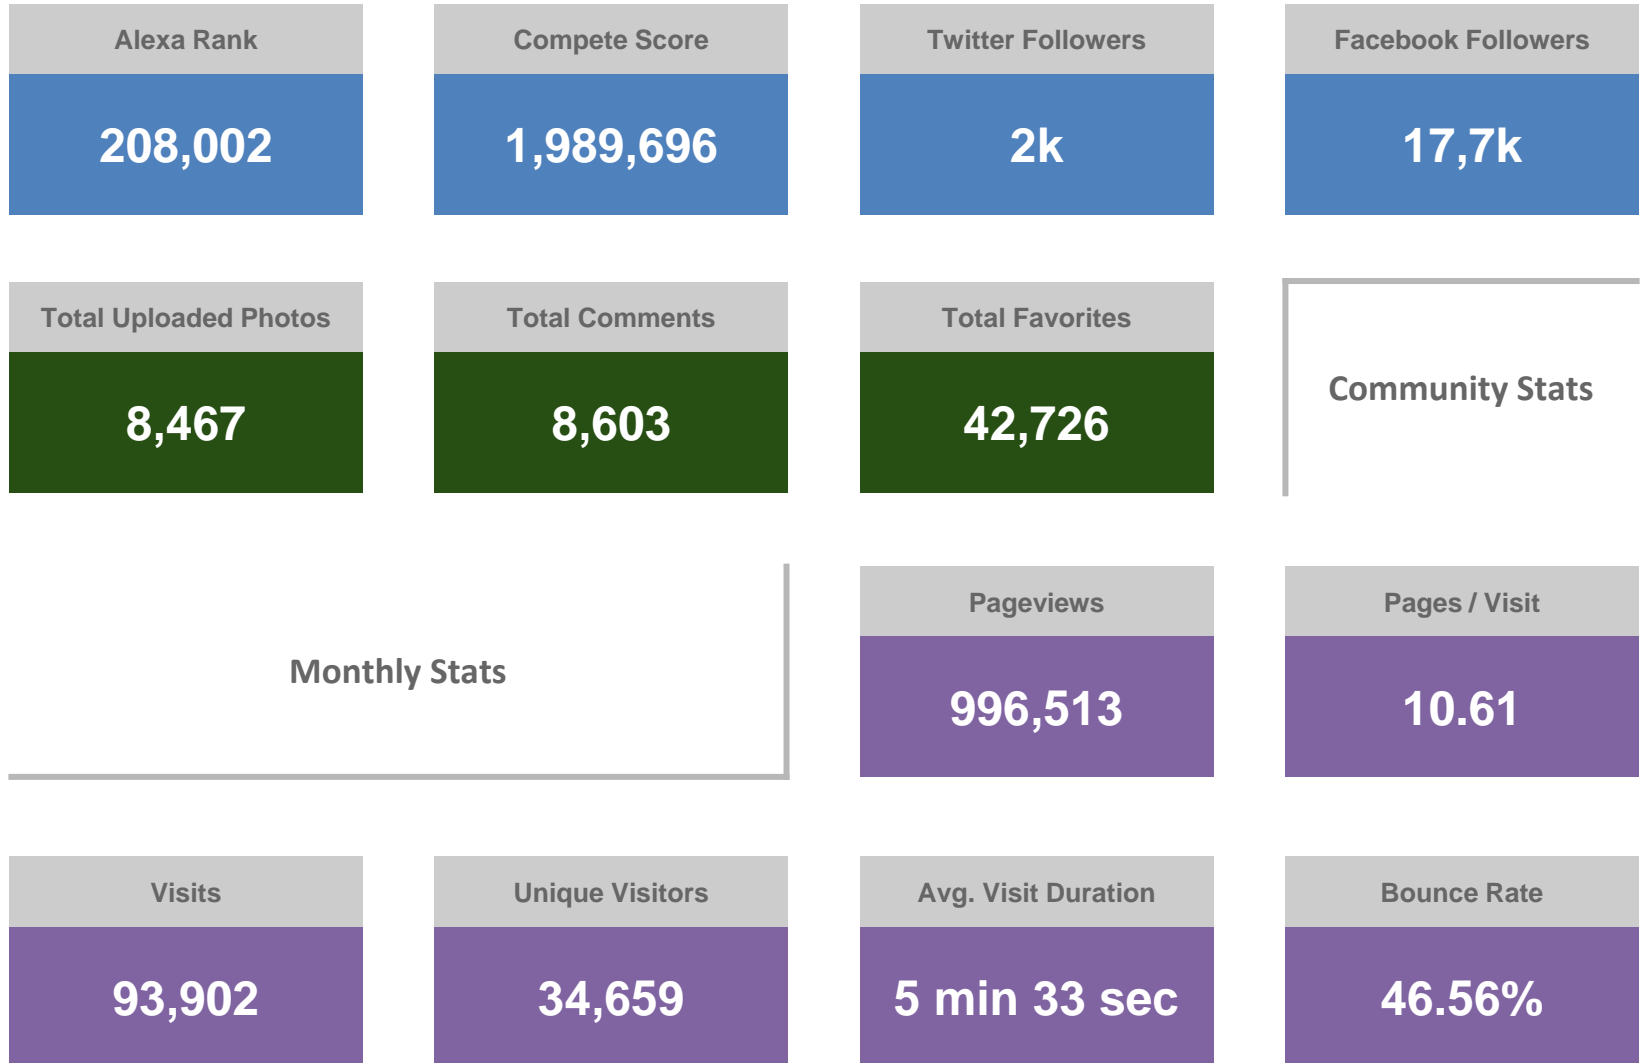 Alexa Rank
Compete Score
Twitter Followers
Facebook Followers
208,002
1,989,696
2k
17,7k
Total Uploaded Photos
Total Comments
Total Favorites
Community Stats
8,467
8,603
42,726
Monthly Stats
Pageviews
Pages / Visit
996,513
10.61
Visits
Unique Visitors
Avg. Visit Duration
Bounce Rate
93,902
34,659
5 min 33 sec
46.56%